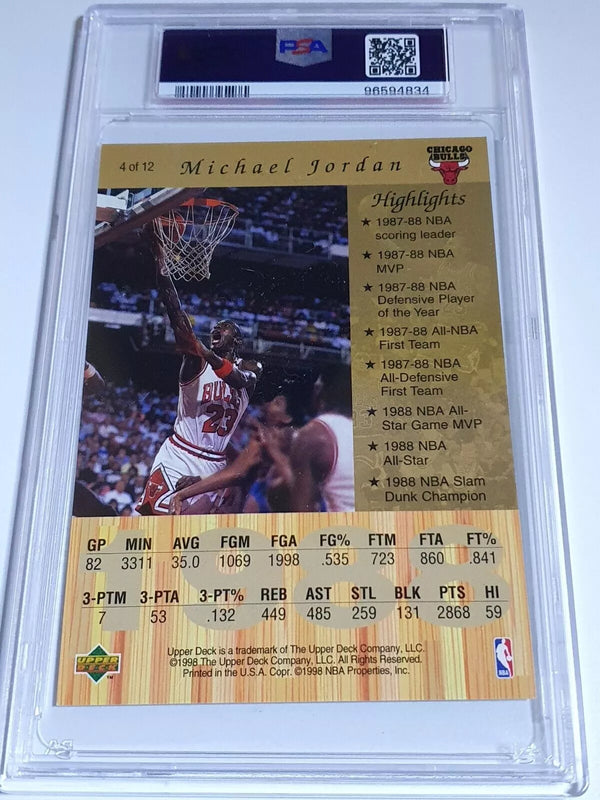 PSA
96594834
4 of 12 Michael Jordan
CHICAGO
BULLS
Highlights
★ 1987-88 NBA
scoring leader
★ 1987-88 NBA
MVP
★ 1987-88 NBA
Defensive Player
of the Year
★ 1987-88 All-NBA
First Team
★ 1987-88 NBA
All-Defensive
First Team
★ 1988 NBA All-
Star Game MVP
★ 1988 NBA
All-Star
★ 1988 NBA Slam
Dunk Champion
BULLS
23
1988
GP MIN AVG FGM FGA FG% FTM FTA FT%
82 3311 35.0 1069 1998 .535 723 860 .841
3-PTM 3-PTA 3-PT% REB AST STL BLK PTS HI
7 53 .132 449 485 259 131 2868 59
Upper Deck is a trademark of The Upper Deck Company, LLC.
©1998 The Upper Deck Company, LLC. All Rights Reserved.
Printed in the U.S.A. Copr. ©1998 NBA Properties, Inc.
UPPER
DECK
TM
NBA